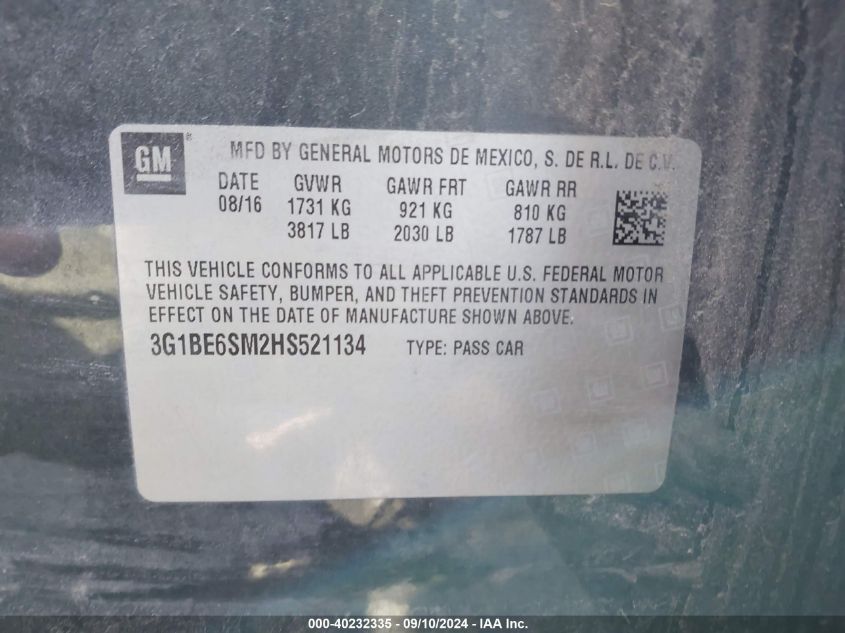 GM ®
MFD BY GENERAL MOTORS DE MEXICO, S. DE R.L. DE C.V.
DATE GVWR GAWR FRT GAWR RR
08/16 1731 KG 921 KG 810 KG
3817 LB 2030 LB 1787 LB
THIS VEHICLE CONFORMS TO ALL APPLICABLE U.S. FEDERAL MOTOR
VEHICLE SAFETY, BUMPER, AND THEFT PREVENTION STANDARDS IN
EFFECT ON THE DATE OF MANUFACTURE SHOWN ABOVE.
3G1BE6SM2HS521134 TYPE: PASS CAR
000-40232335 - 09/10/2024 - IAA Inc.